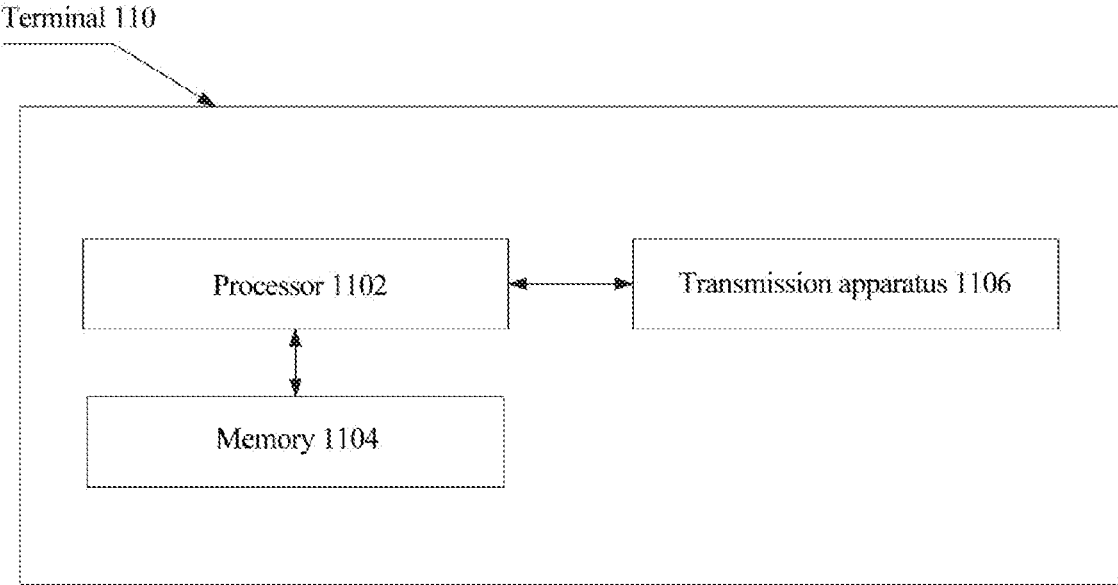 Terminal 110
Processor 1102
Transmission apparatus 1106
Memory 1104